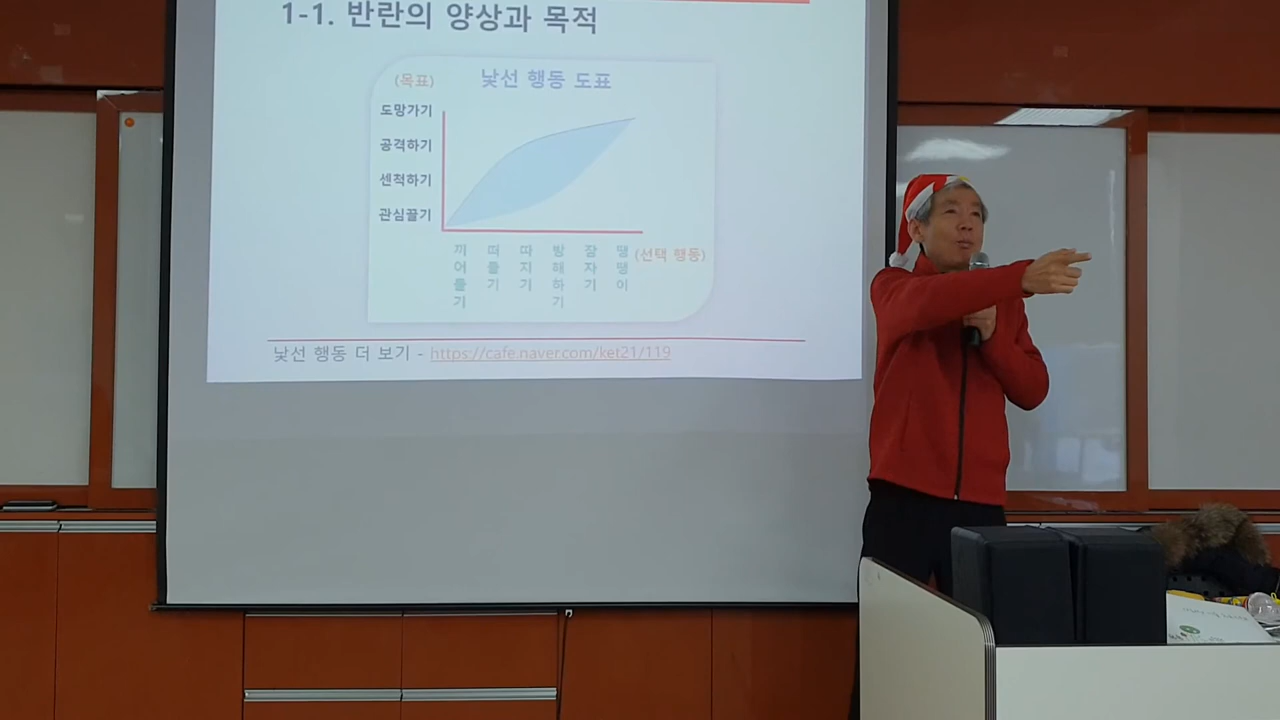 1-1. 반란의 양상과 목적
낯선 행동 도표
(목표)
도망가기
공격하기
센척하기
관심끌기
끼어들기
떠들기
따지기
방해하기
잠자기
땡땡이
(선택 행동)
낯선 행동 더 보기 - https://cafe.naver.com/ket21/119